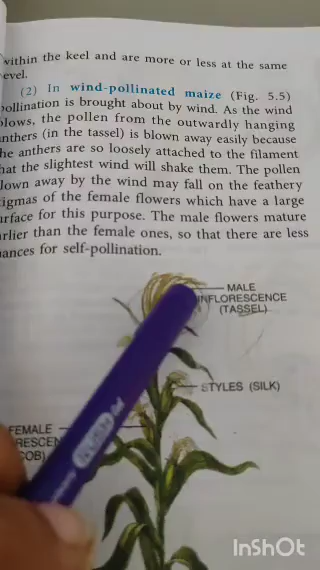 within the keel and are more or less at the same
level.
(2) In wind-pollinated maize (Fig. 5.5)
pollination is brought about by wind. As the wind
blows, the pollen from the outwardly hanging
anthers (in the tassel) is blown away easily because
the anthers are so loosely attached to the filament
that the slightest wind will shake them. The pollen
blown away by the wind may fall on the feathery
stigmas of the female flowers which have a large
surface for this purpose. The male flowers mature
earlier than the female ones, so that there are less
chances for self-pollination.
MALE
INFLORESCENCE
(TASSEL)
STYLES (SILK)
FEMALE
RESCEN
COB)
InShOt